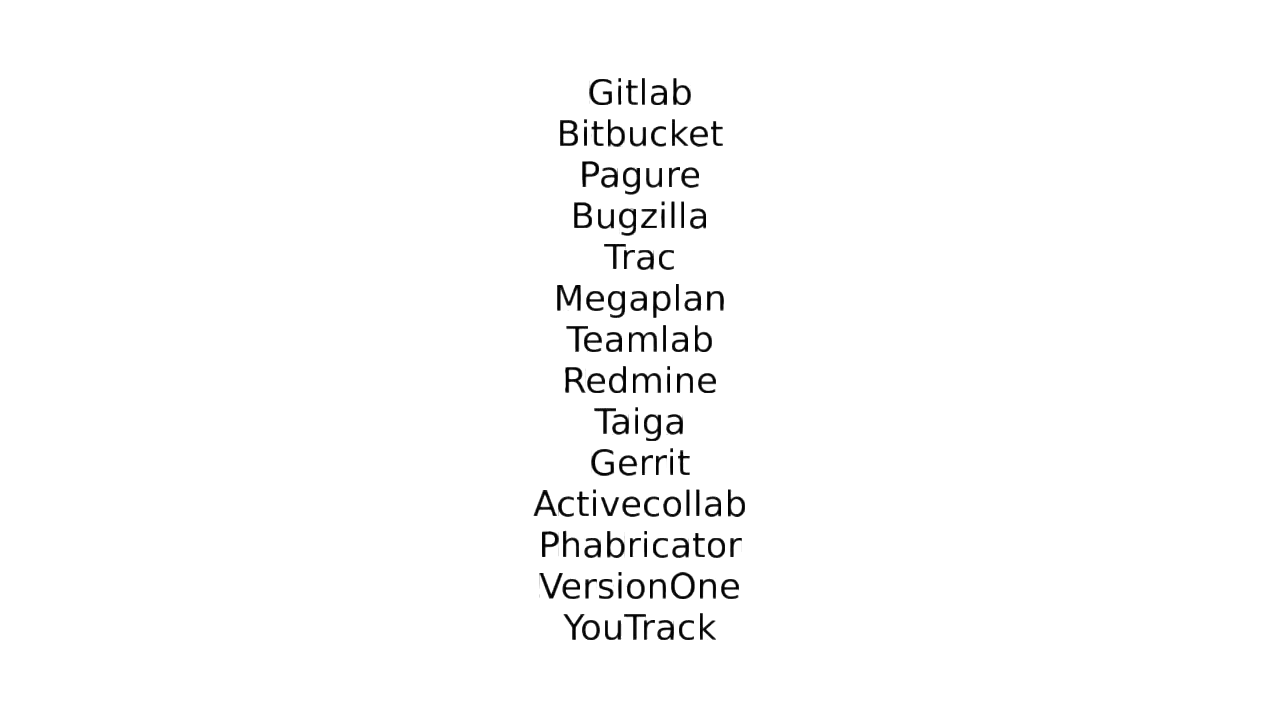 Gitlab
Bitbucket
Pagure
Bugzilla
Trac
Megaplan
Teamlab
Redmine
Taiga
Gerrit
Activecollab
Phabricator
VersionOne
YouTrack